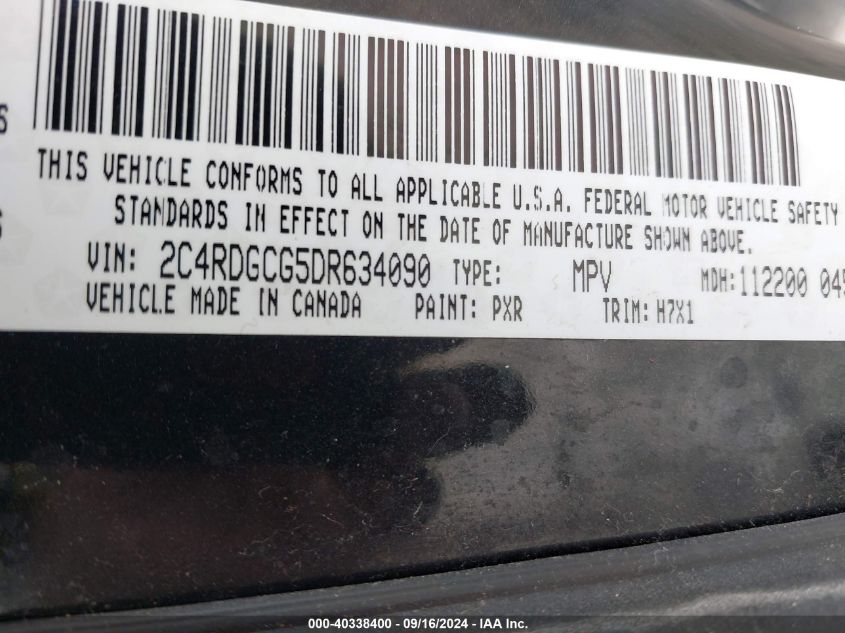 THIS VEHICLE CONFORMS TO ALL APPLICABLE U.S.A. FEDERAL MOTOR VEHICLE SAFETY
STANDARDS IN EFFECT ON THE DATE OF MANUFACTURE SHOWN ABOVE.
VIN: 2C4RDGCG5DR634090 TYPE: MPV MDH: 112200 045
VEHICLE MADE IN CANADA PAINT: PXR TRIM: H7X1
000-40338400 - 09/16/2024 - IAA Inc.